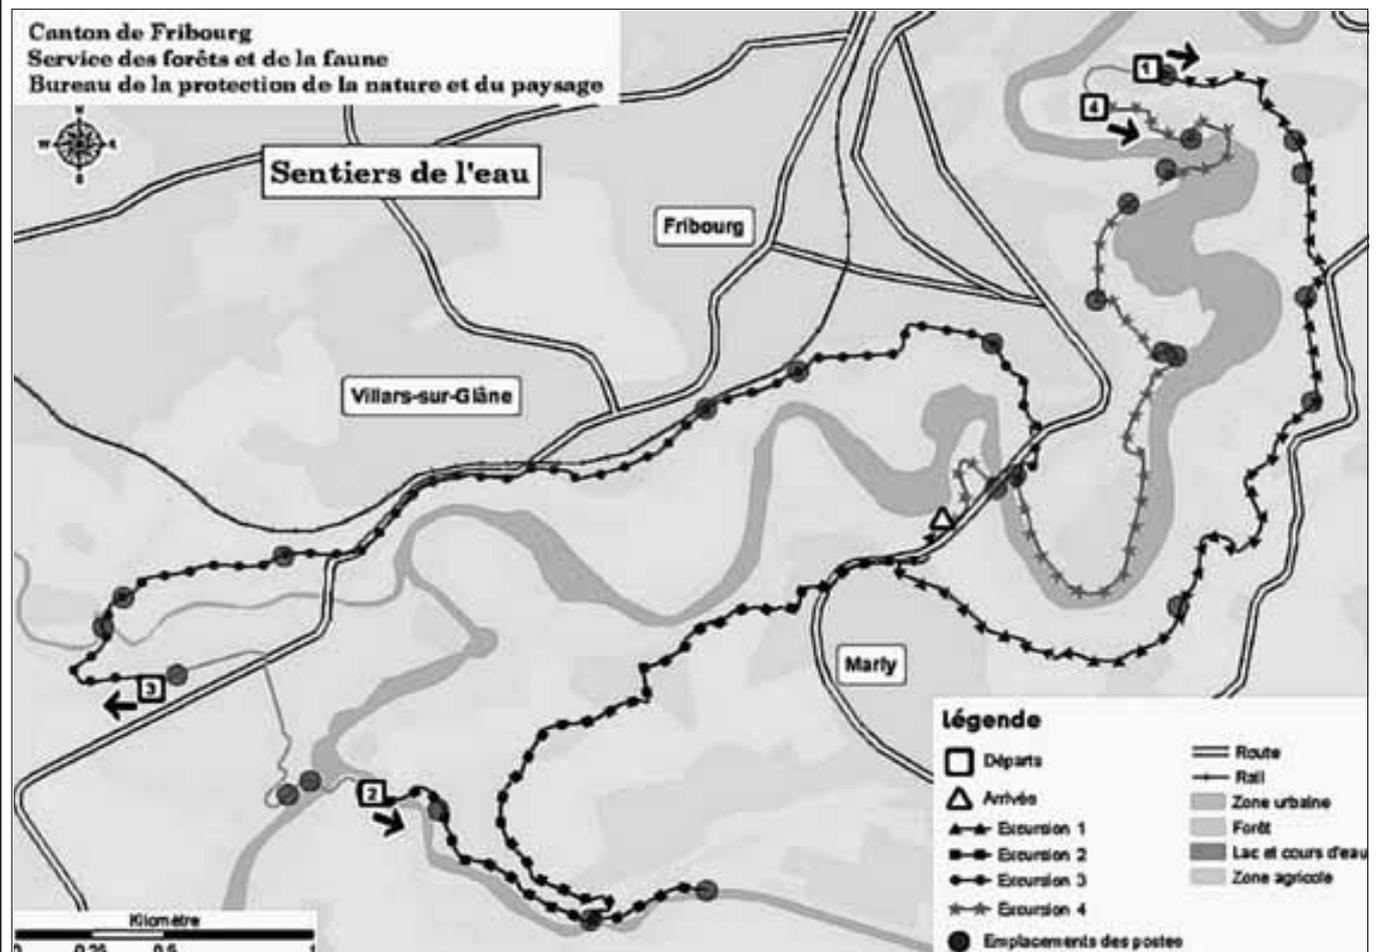 Canton de Fribourg
Service des forêts et de la faune
Bureau de la protection de la nature et du paysage
N
W
E
S
Sentiers de l'eau
Fribourg
Villars-sur-Glâne
Marly
1
4
3
2
Légende
Départs
Arrivée
Excursion 1
Excursion 2
Excursion 3
Excursion 4
Emplacements des postes
Route
Rail
Zone urbaine
Forêt
Lac et cours d'eau
Zone agricole
Kilomètre
0 0.25 0.5 1